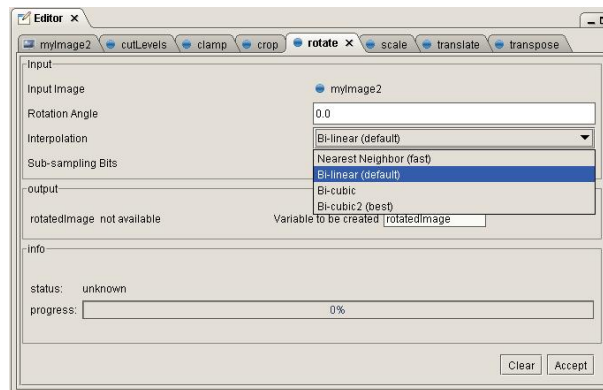 Editor
myImage2 cutLevels clamp crop rotate scale translate transpose
Input
Input Image myImage2
Rotation Angle 0.0
Interpolation Bi-linear (default)
Nearest Neighbor (fast)
Sub-sampling Bits
Bi-linear (default)
Bi-cubic
Bi-cubic2 (best)
output
rotatedImage not available Variable to be created rotatedImage
info
status: unknown
progress: 0%
Clear Accept